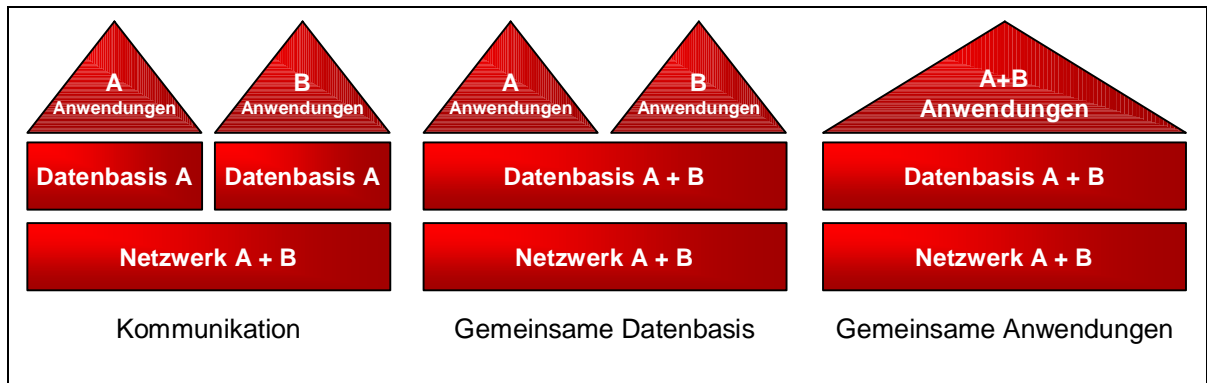 A
Anwendungen
B
Anwendungen
Datenbasis A
Datenbasis A
Netzwerk A + B
Kommunikation
A
Anwendungen
B
Anwendungen
Datenbasis A + B
Netzwerk A + B
Gemeinsame Datenbasis
A+B
Anwendungen
Datenbasis A + B
Netzwerk A + B
Gemeinsame Anwendungen